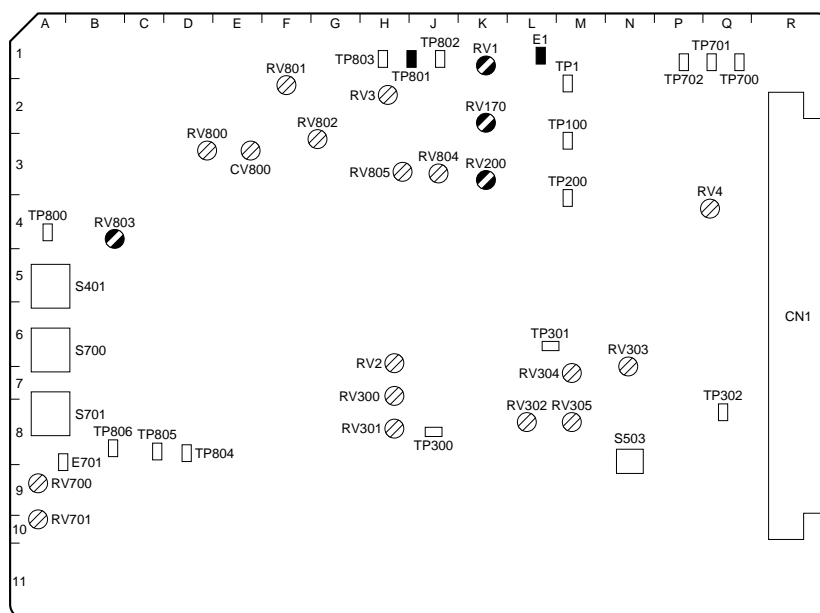 A B C D E F G H J K L M N P Q R
1
TP803
TP802
TP801
RV1
E1
TP1
TP701
TP702
TP700
RV801
2
RV3
RV170
TP100
RV802
RV800
3
CV800
RV805
RV804
RV200
TP200
RV4
4
TP800
RV803
5
S401
CN1
6
S700
TP301
RV2
RV303
7
RV304
RV300
TP302
8
S701
RV302
RV305
RV301
TP300
S503
TP806
TP805
TP804
E701
9
RV700
10
RV701
11